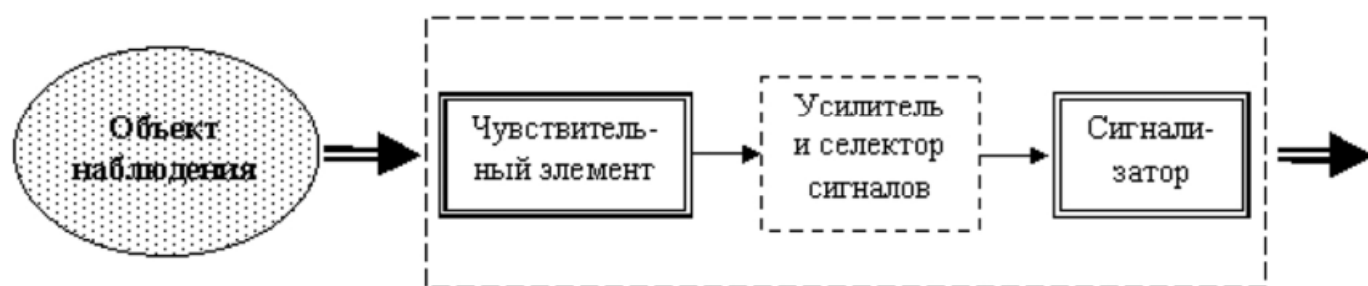 Объект
наблюдения
Чувствитель-
ный элемент
Усилитель
и селектор
сигналов
Сигнали-
затор